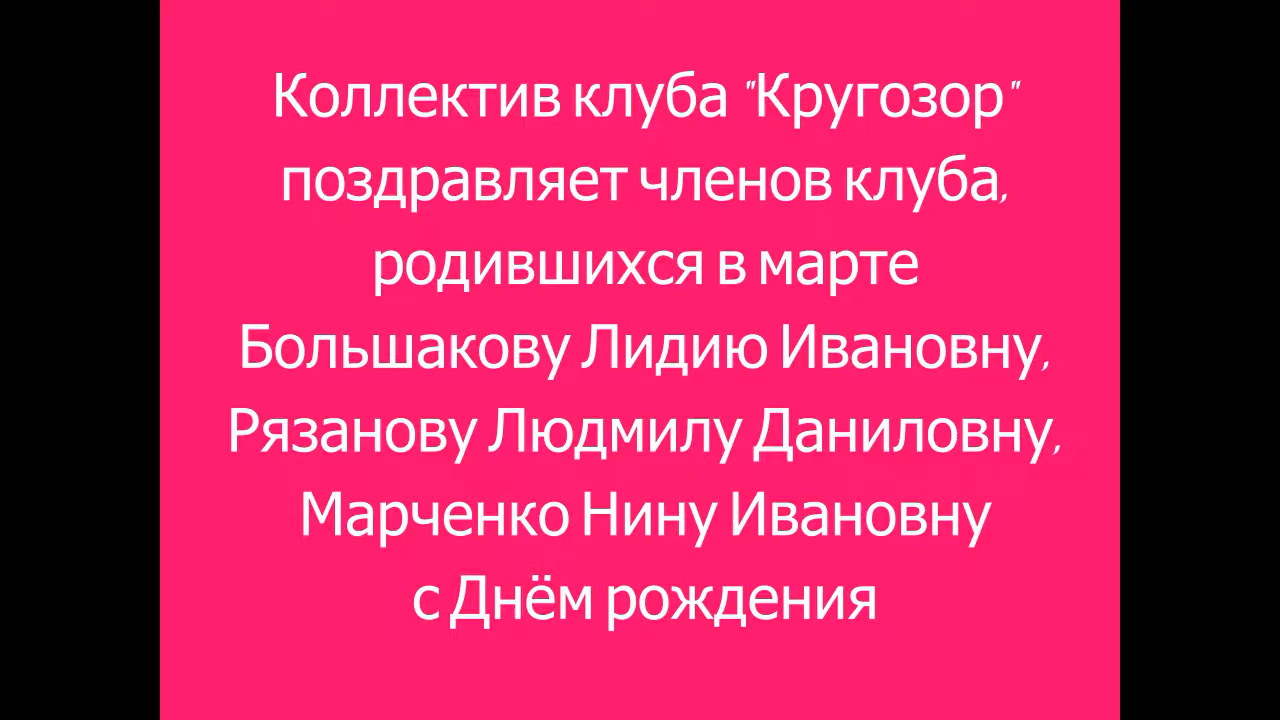 Коллектив клуба "Кругозор"
поздравляет членов клуба,
родившихся в марте
Большакову Лидию Ивановну,
Рязанову Людмилу Даниловну,
Марченко Нину Ивановну
с Днём рождения